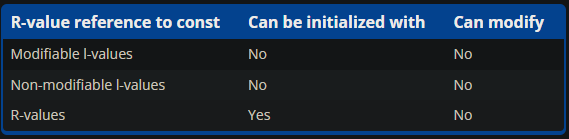 R-value reference to const Can be initialized with Can modify
Modifiable l-values No No
Non-modifiable l-values No No
R-values Yes No